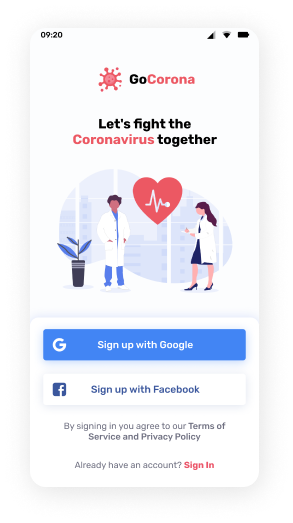 09:20
GoCorona
Let's fight the
Coronavirus together
Sign up with Google
Sign up with Facebook
By signing in you agree to our Terms of
Service and Privacy Policy
Already have an account? Sign In